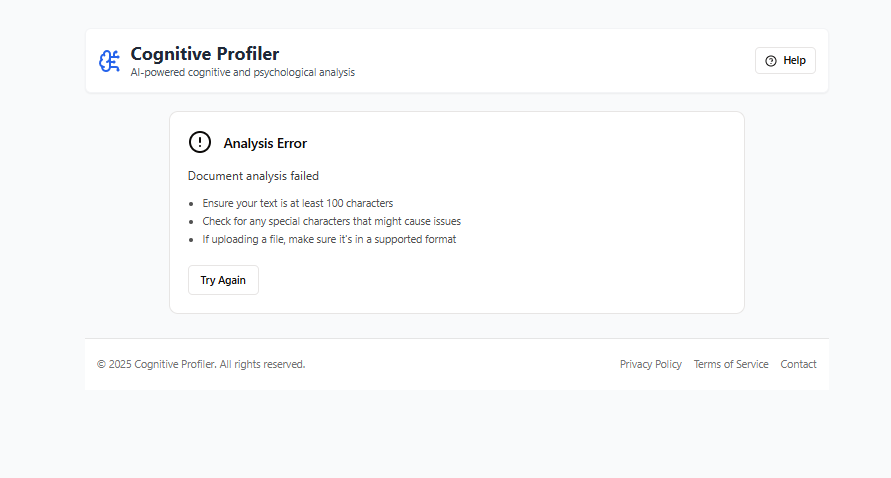 Cognitive Profiler
AI-powered cognitive and psychological analysis
Help
Analysis Error
Document analysis failed
Ensure your text is at least 100 characters
Check for any special characters that might cause issues
If uploading a file, make sure it's in a supported format
Try Again
© 2025 Cognitive Profiler. All rights reserved.
Privacy Policy
Terms of Service
Contact